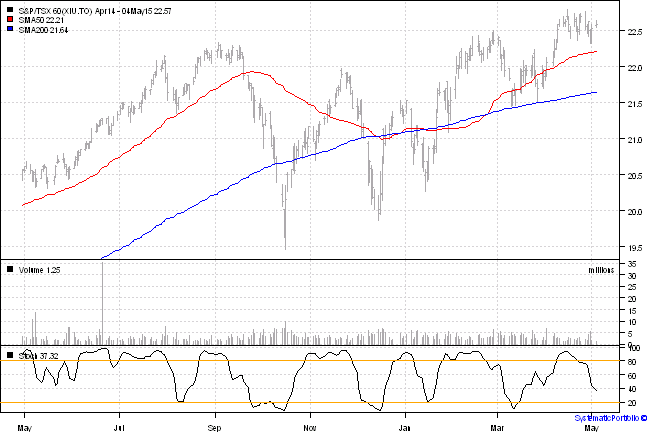 S&P/TSX 60(XIU.TO) Apr14 - 04May15 22.57
SMA50 22.21
SMA200 21.64
22.5
22.0
21.5
21.0
20.5
20.0
19.5
Volume 1.25
millions
35
30
25
20
15
10
5
0
Stoch 37.32
100
80
60
40
20
May
Jul
Sep
Nov
Jan
Mar
May
SystematicPortfolio ©